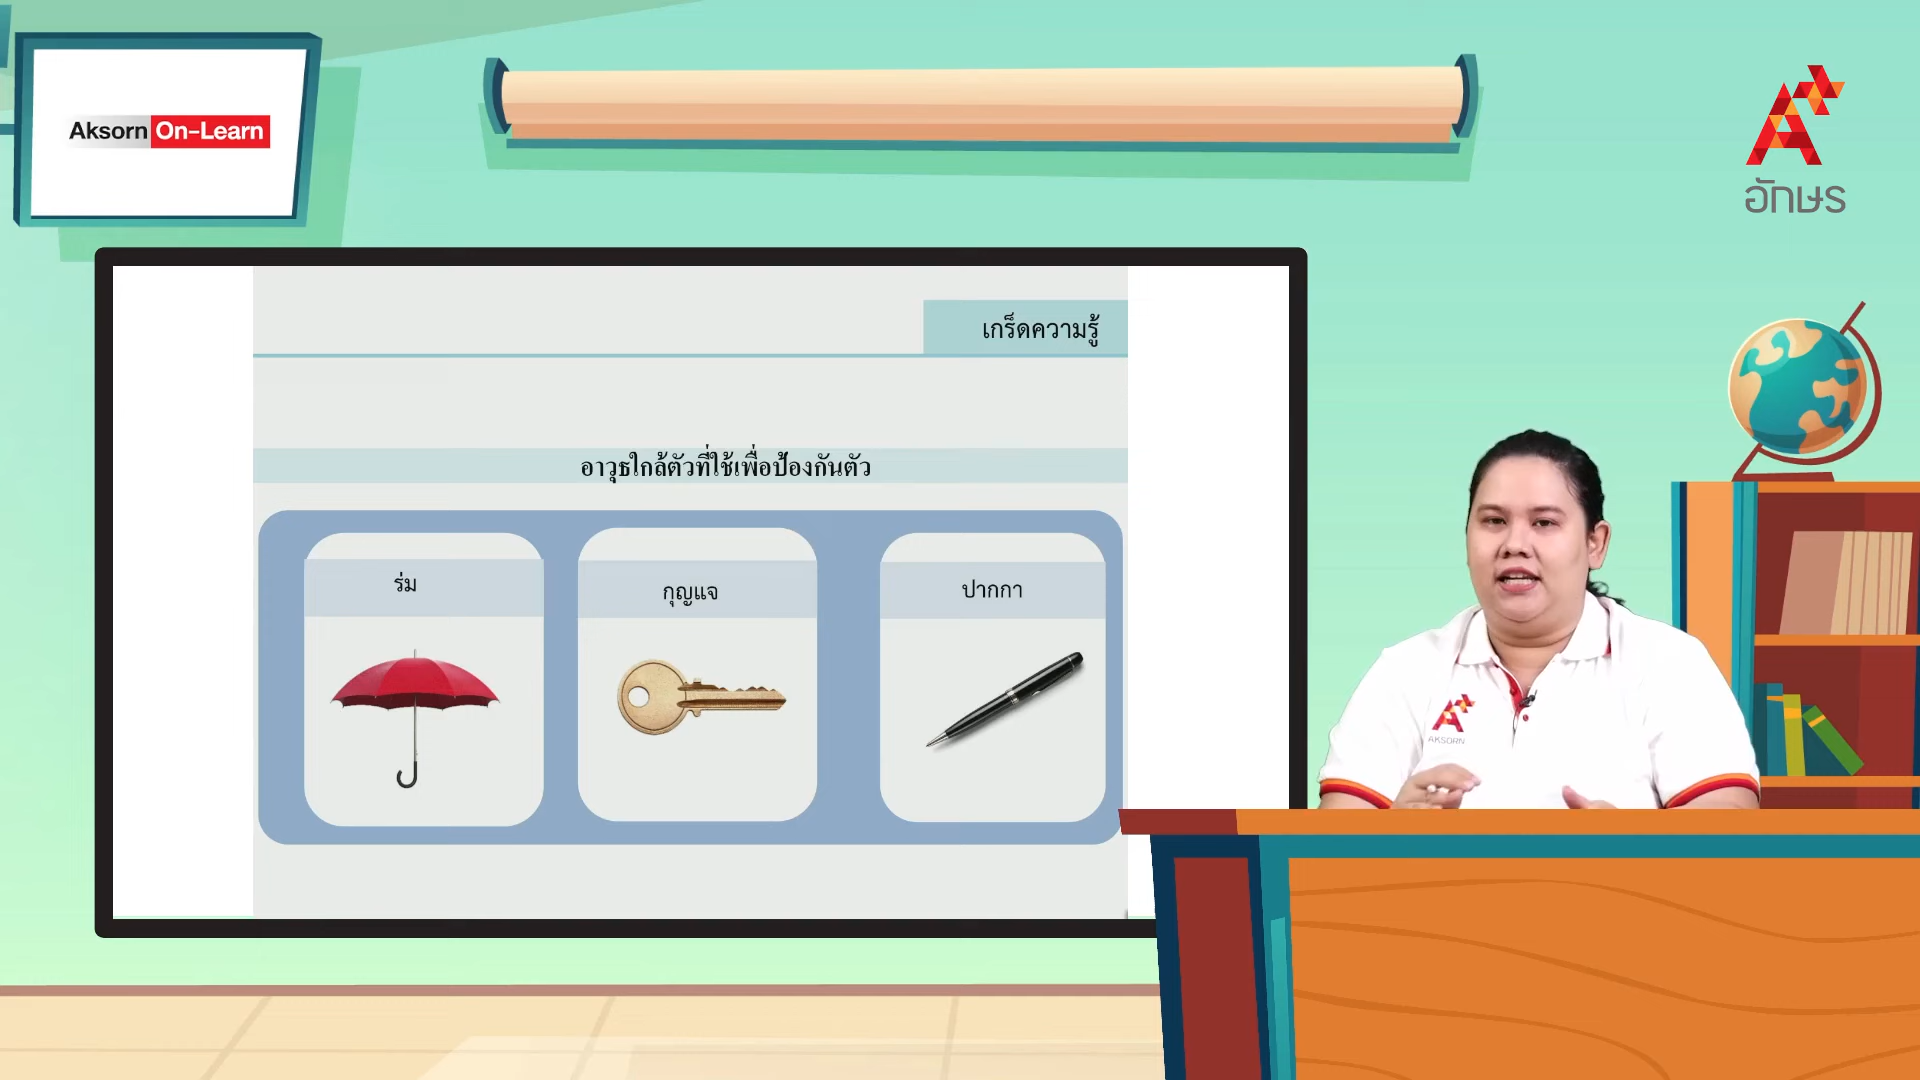 Aksorn On-Learn
อักษร
เกร็ดความรู้
อาวุธใกล้ตัวที่ใช้เพื่อป้องกันตัว
ร่ม
กุญแจ
ปากกา
AKSORN